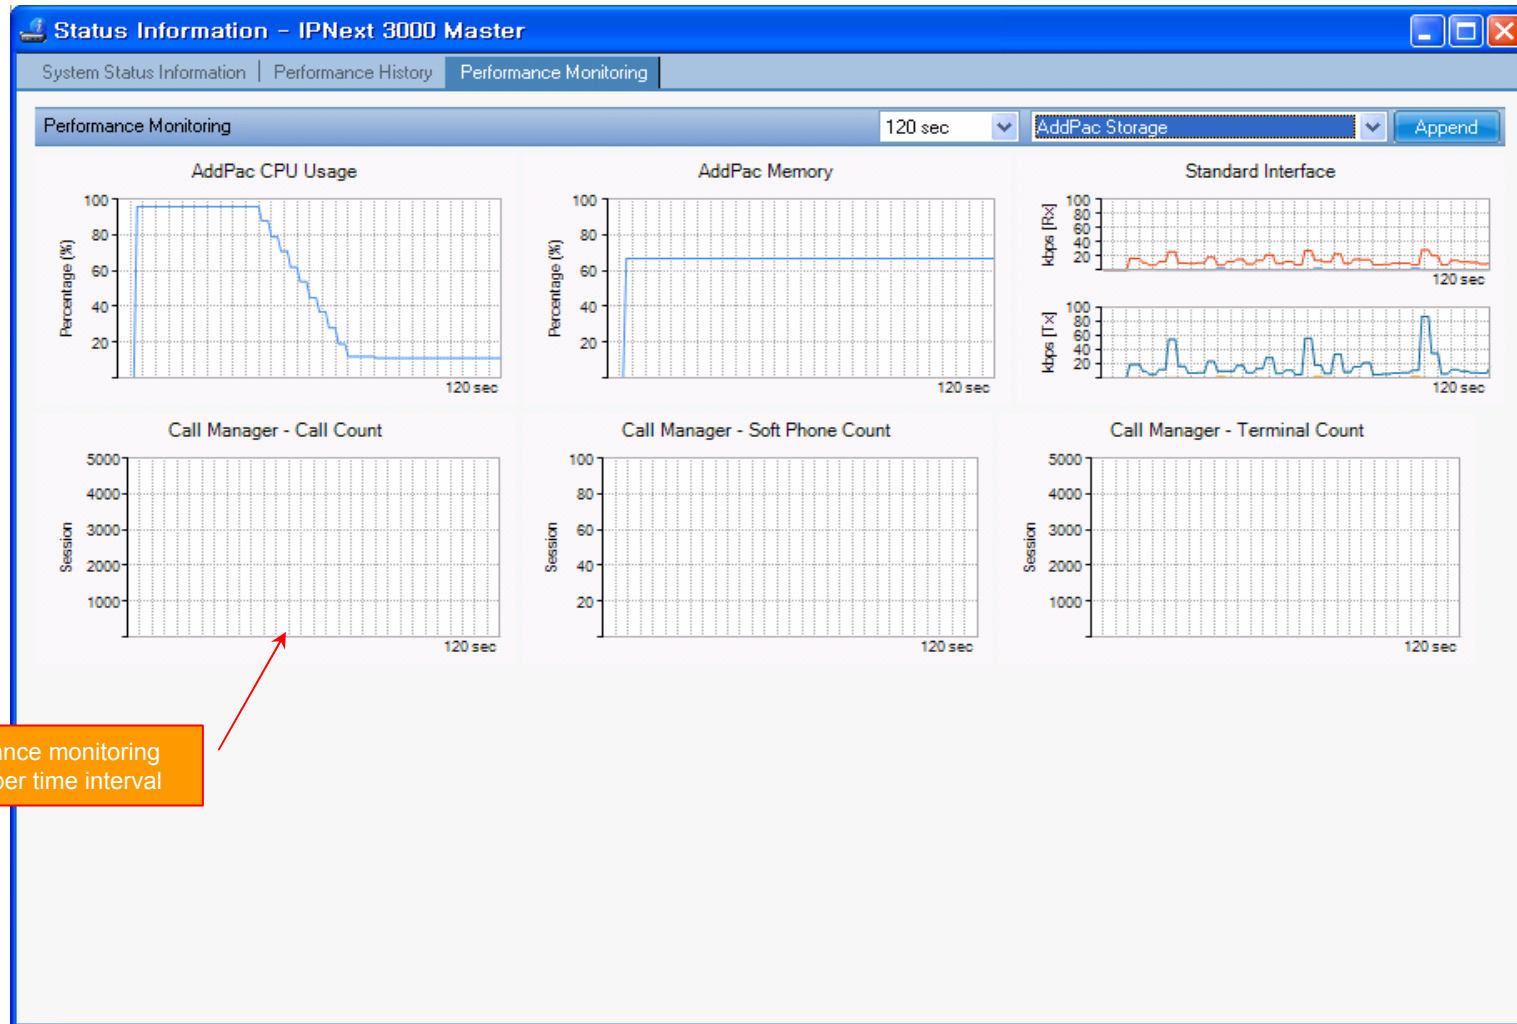 Status Information - IPNext 3000 Master
System Status Information | Performance History Performance Monitoring
Performance Monitoring 120 sec AddPac Storage Append
AddPac CPU Usage
100
80
60
40
20
Percentage (%)
120 sec
AddPac Memory
100
80
60
40
20
Percentage (%)
120 sec
Standard Interface
100
80
60
40
20
kbps [Rx]
120 sec
100
80
60
40
20
kbps [Tx]
120 sec
Call Manager - Call Count
5000
4000
3000
2000
1000
Session
120 sec
Call Manager - Soft Phone Count
100
80
60
40
20
Session
120 sec
Call Manager - Terminal Count
5000
4000
3000
2000
1000
Session
120 sec
monitoring
per time interval